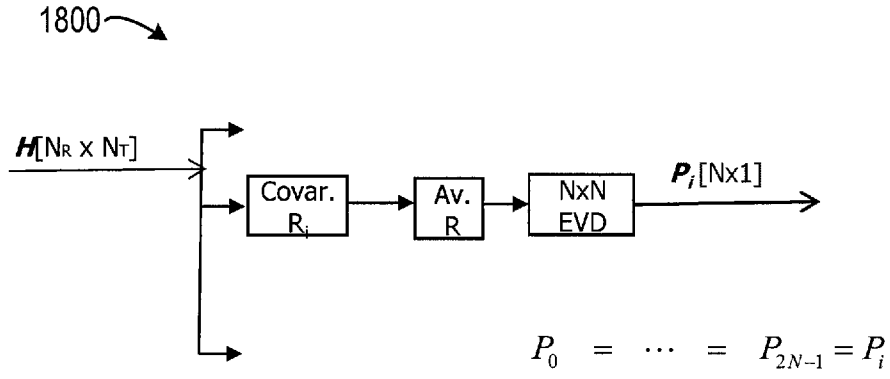 1800
H[NR x NT]
Covar.
Ri
Av.
R
NxN
EVD
Pi[Nx1]
P0 = ··· = P2N−1 = Pi